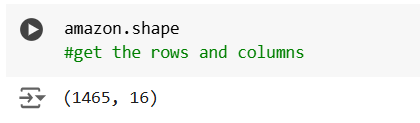 amazon.shape
#get the rows and columns
(1465, 16)